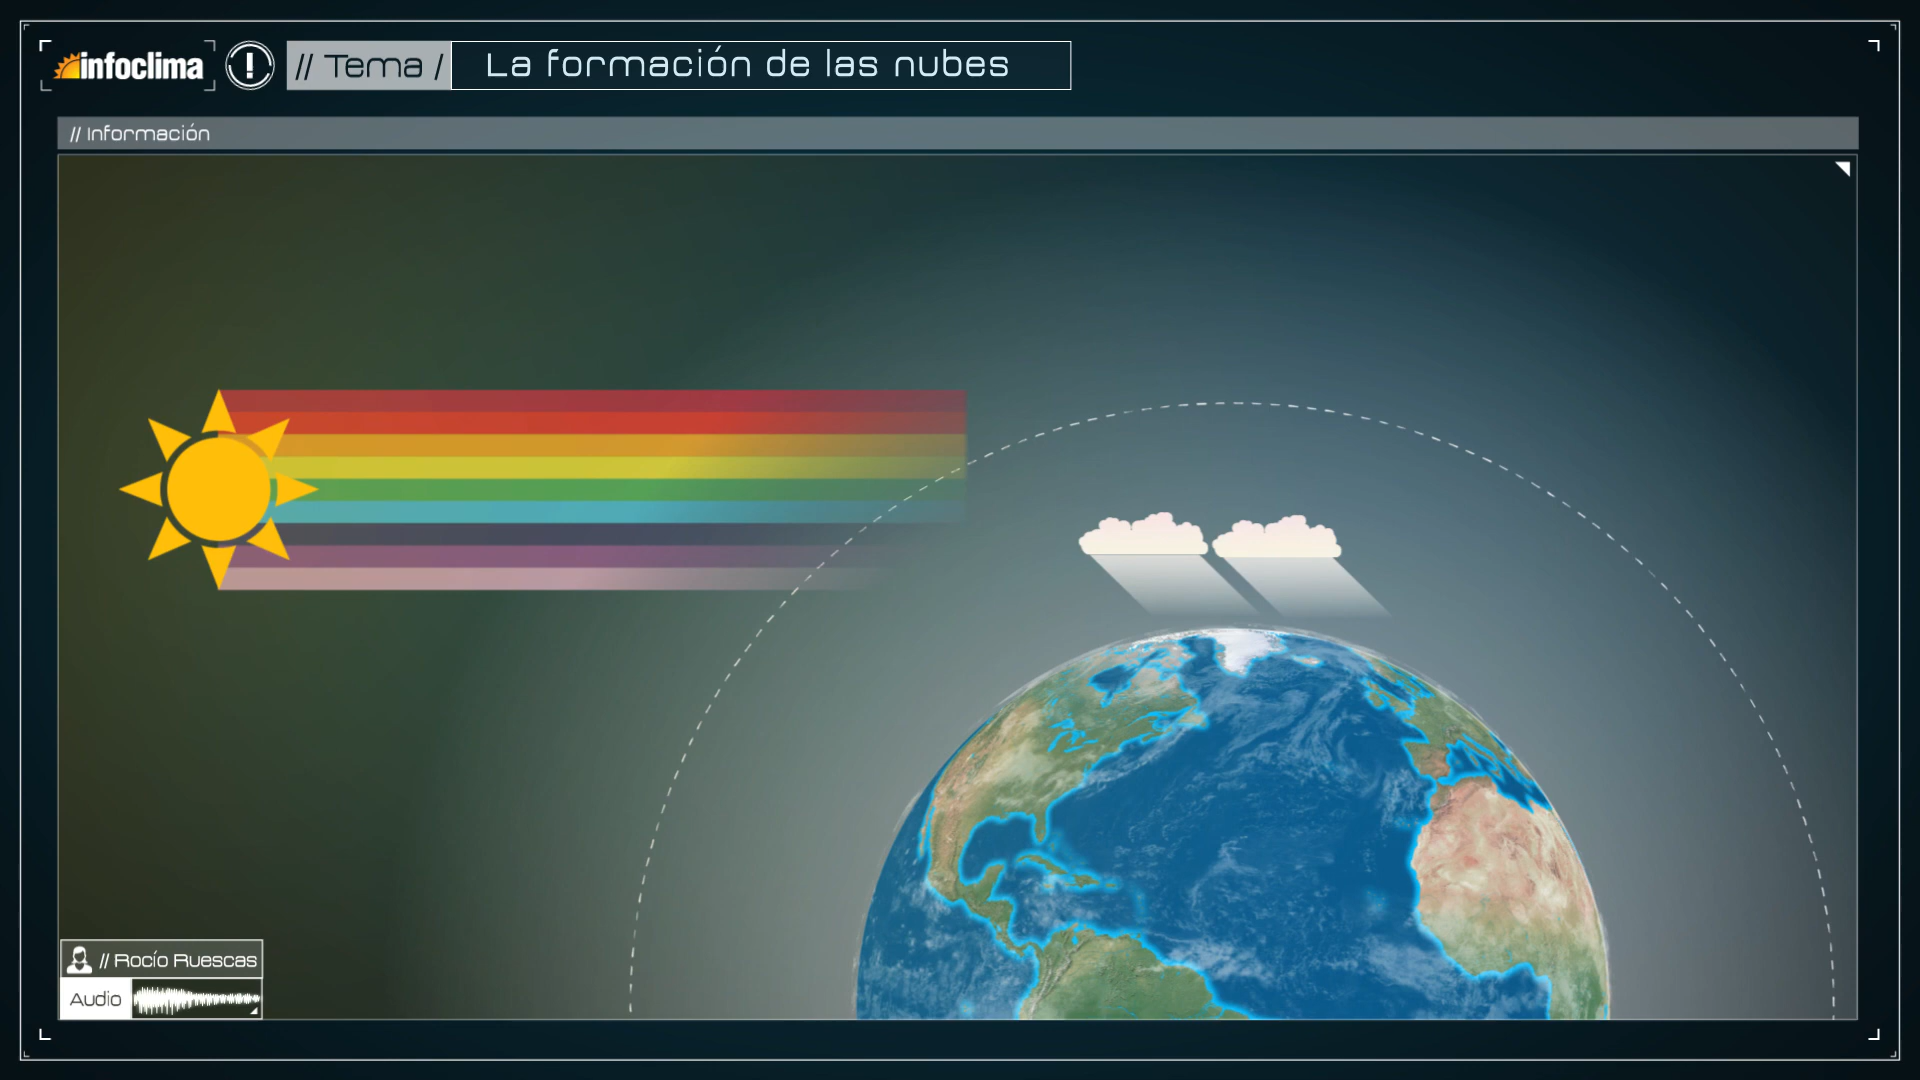 infoclima
// Tema /
La formación de las nubes
// Información
// Rocío Ruescas
Audio